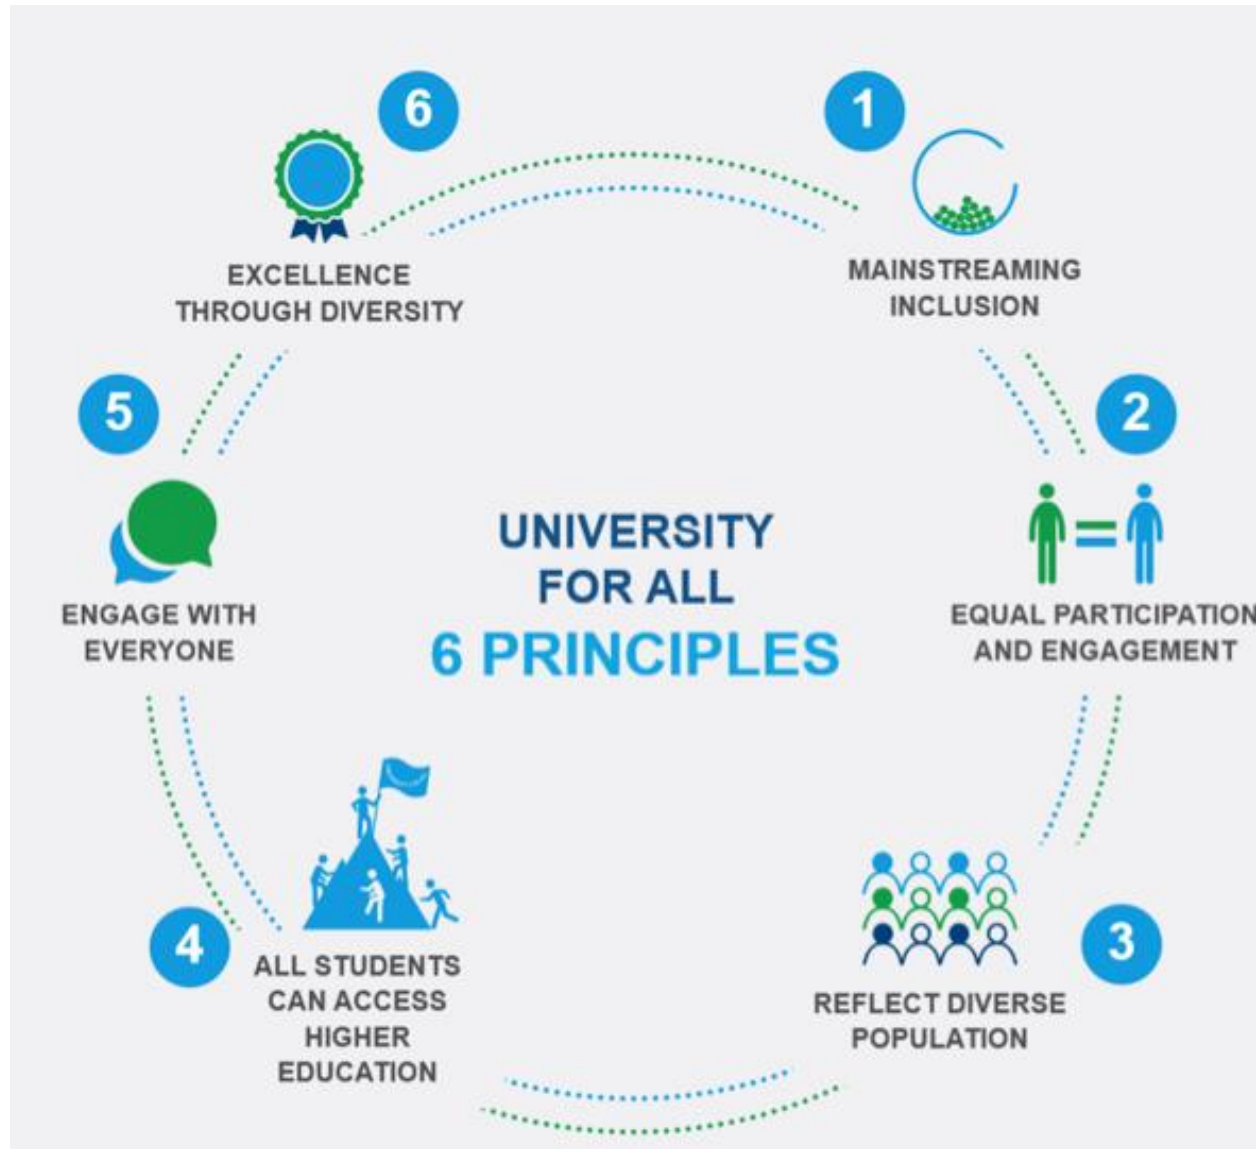 UNIVERSITY
FOR ALL
6 PRINCIPLES
1
MAINSTREAMING
INCLUSION
2
EQUAL PARTICIPATION
AND ENGAGEMENT
3
REFLECT DIVERSE
POPULATION
4
ALL STUDENTS
CAN ACCESS
HIGHER
EDUCATION
5
ENGAGE WITH
EVERYONE
6
EXCELLENCE
THROUGH DIVERSITY